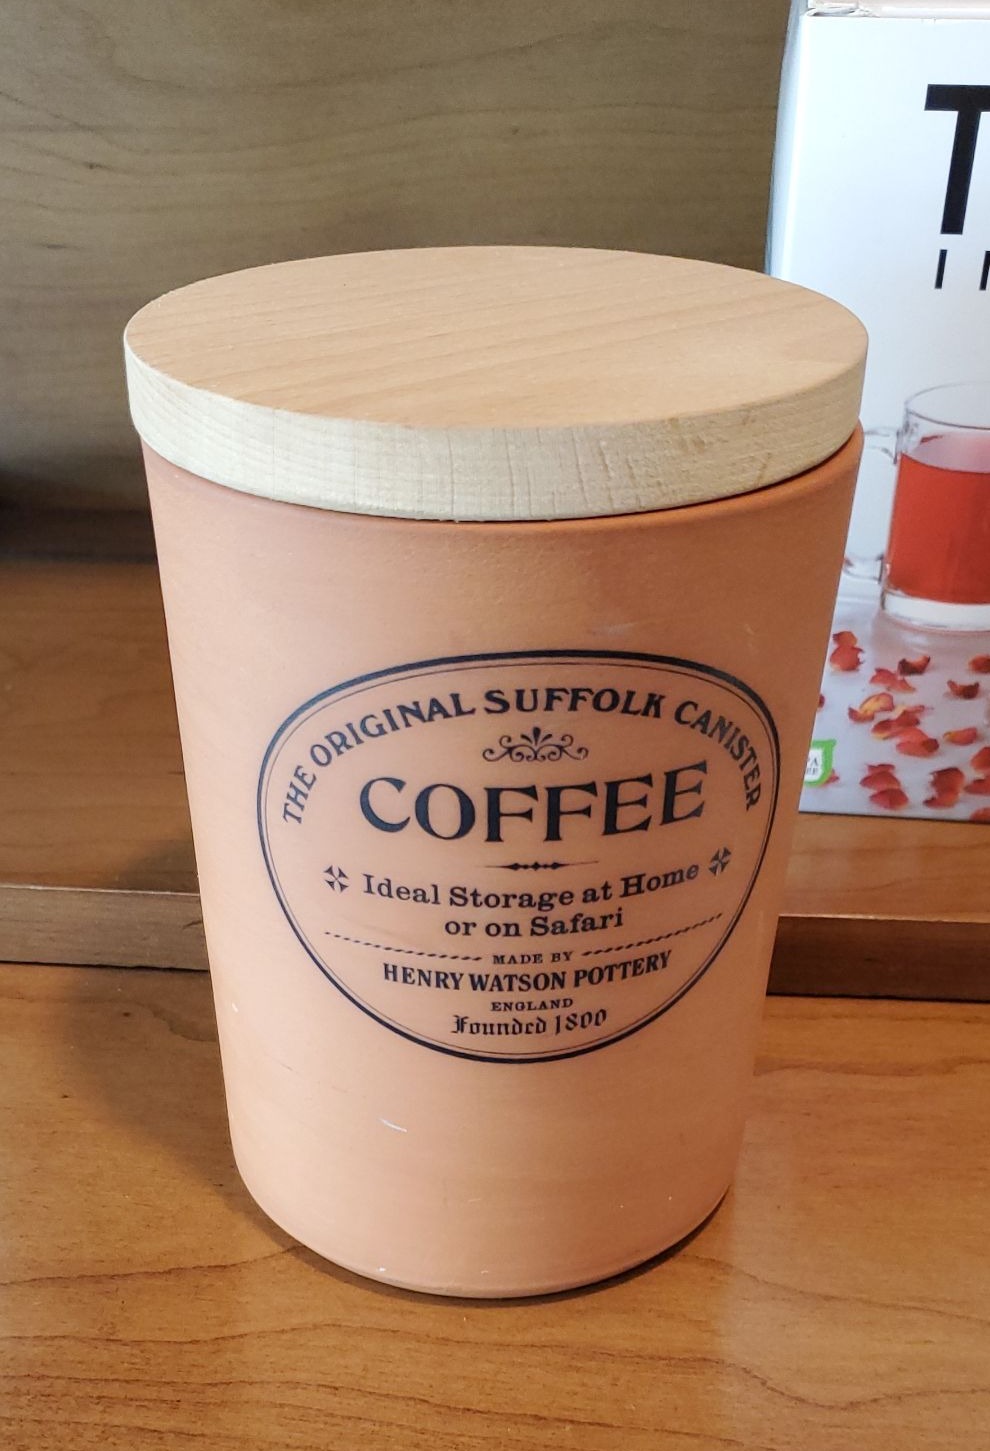 THE ORIGINAL SUFFOLK CANISTER
COFFEE
Ideal Storage at Home
or on Safari
MADE BY
HENRY WATSON POTTERY
ENGLAND
Founded 1800